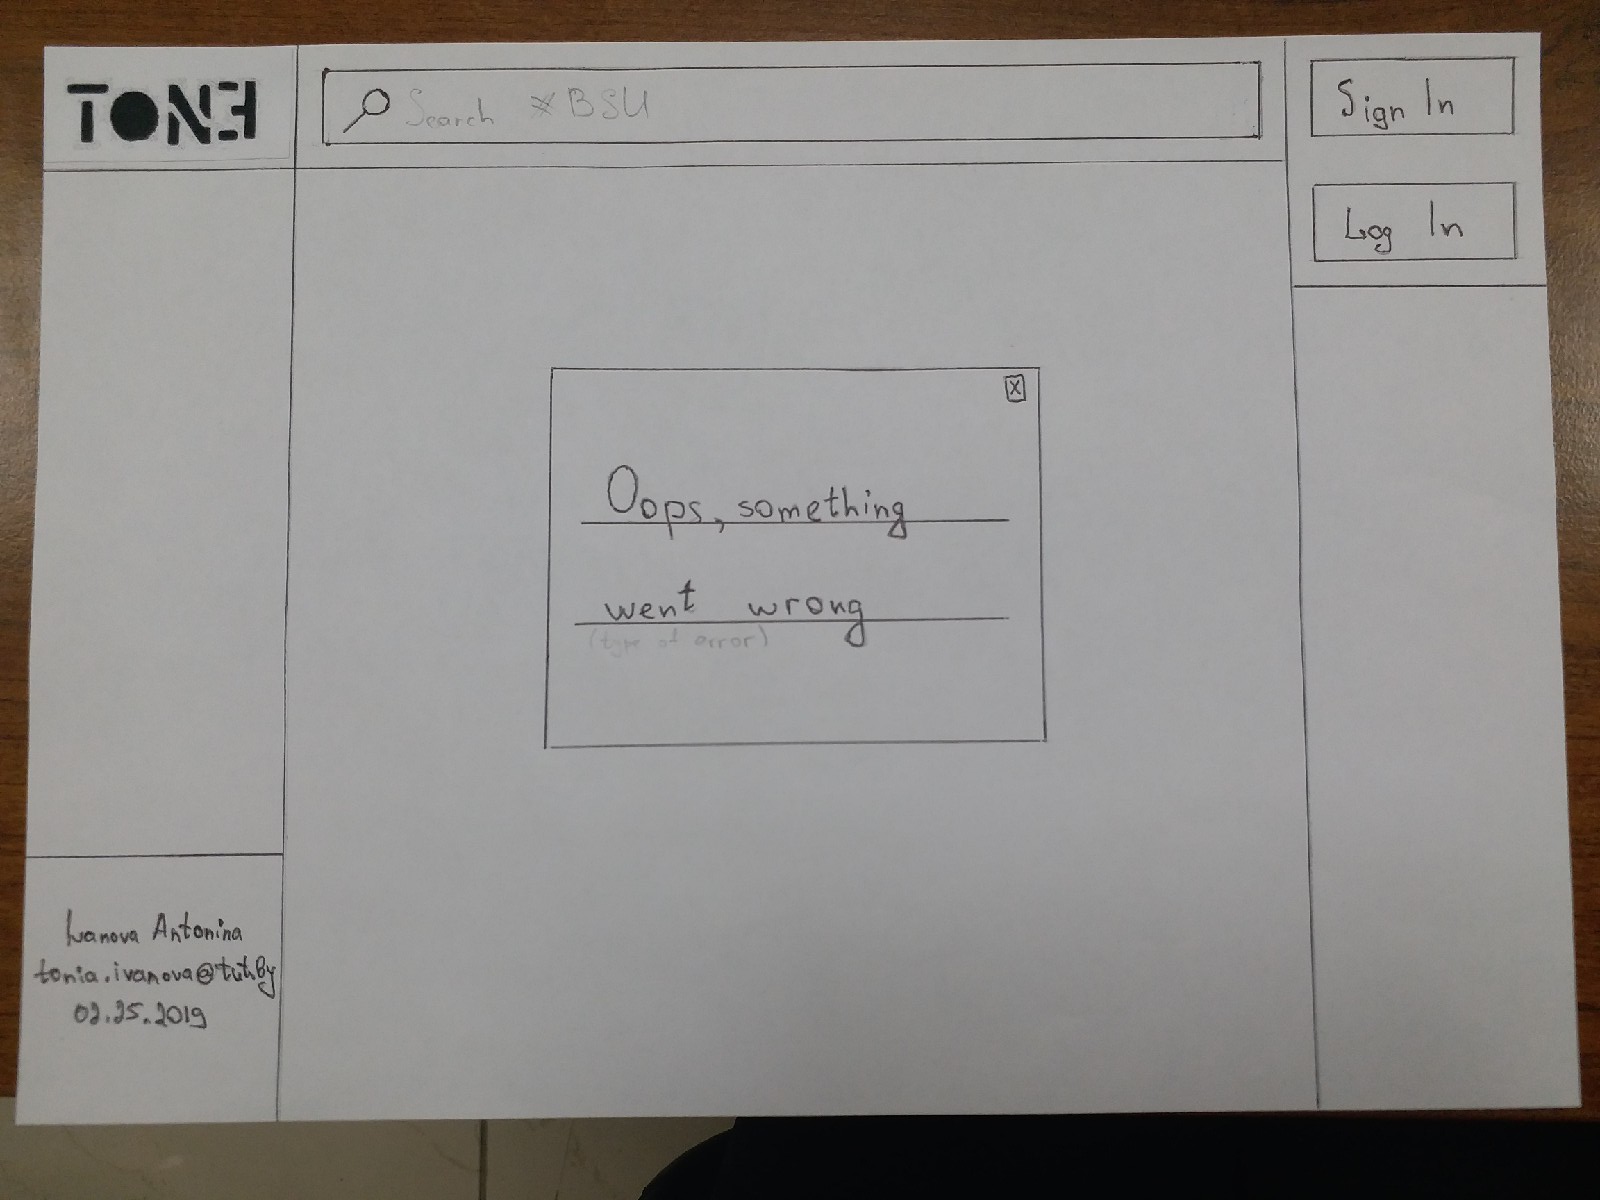 TONE
Search #BSU
Sign In
Log In
X
Oops, something
went wrong
(type of error)
Ivanova Antonina
tonia.ivanova@tut.by
02.25.2019